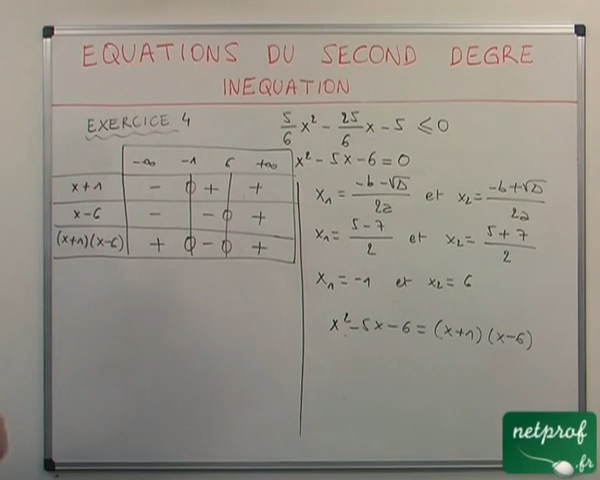 EQUATIONS DU SECOND DEGRE
INEQUATION
EXERCICE 4
5/6 x² - 25/6 x - 5 ⩽ 0
-∞ -1 6 +∞
x+1 - 0 + +
x-6 - - 0 +
(x+1)(x-6) + 0 - 0 +
x² - 5x - 6 = 0
x₁ = (-b-√Δ)/2a et x₂ = (-b+√Δ)/2a
x₁ = (5-7)/2 et x₂ = (5+7)/2
x₁ = -1 et x₂ = 6
x² - 5x - 6 = (x+1)(x-6)
netprof
.fr